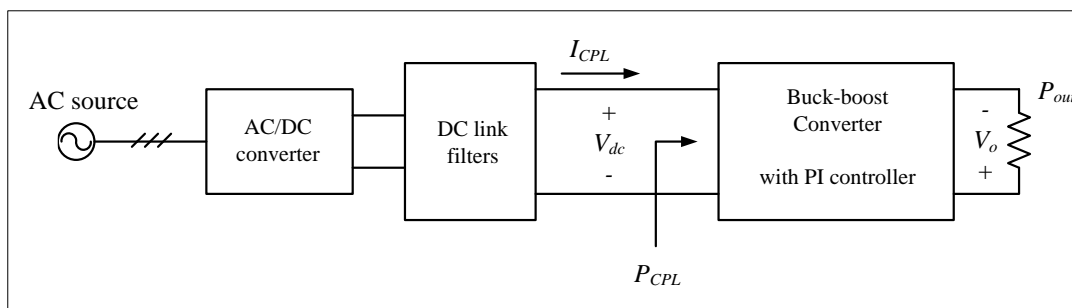 AC source
AC/DC
converter
DC link
filters
I_CPL
+
V_dc
-
P_CPL
Buck-boost
Converter
with PI controller
-
V_o
+
P_out